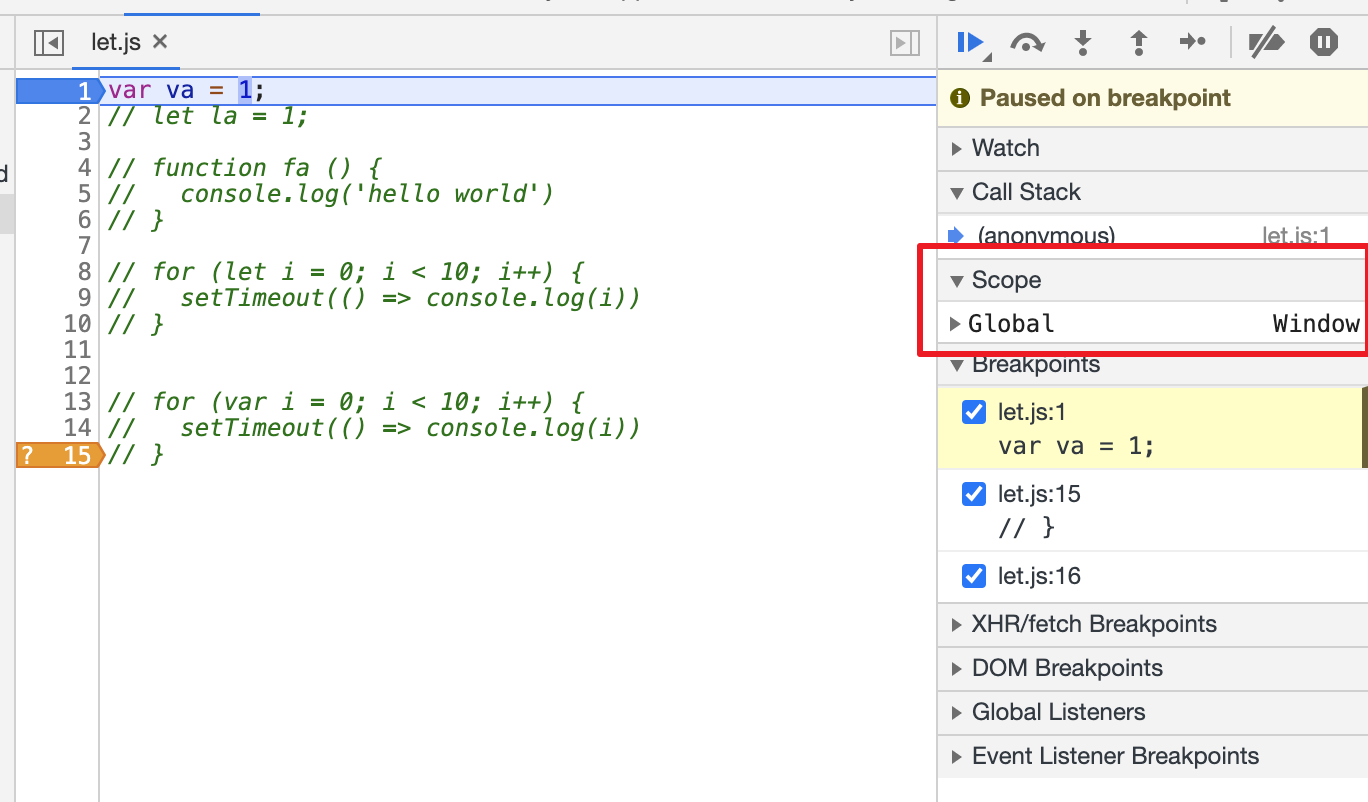 let.js ×
1 var va = 1;
2 // let la = 1;
3
4 // function fa () {
5 //   console.log('hello world')
6 // }
7
8 // for (let i = 0; i < 10; i++) {
9 //   setTimeout(() => console.log(i))
10 // }
11
12
13 // for (var i = 0; i < 10; i++) {
14 //   setTimeout(() => console.log(i))
? 15 // }
d
Paused on breakpoint
Watch
Call Stack
(anonymous) let.js:1
Scope
Global Window
Breakpoints
let.js:1
var va = 1;
let.js:15
// }
let.js:16
XHR/fetch Breakpoints
DOM Breakpoints
Global Listeners
Event Listener Breakpoints